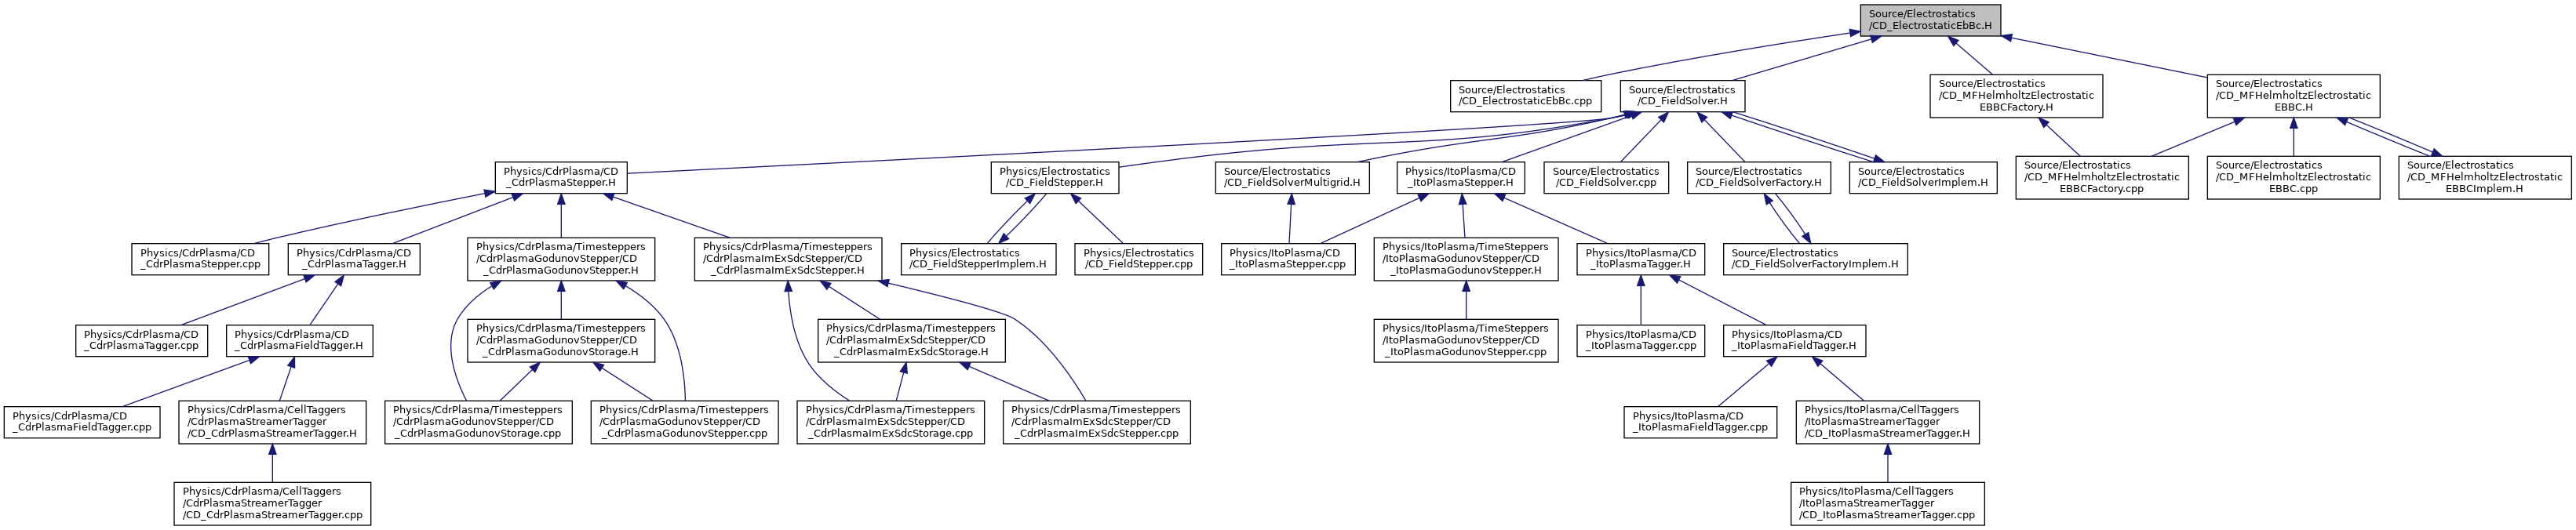 Source/Electrostatics
/CD_ElectrostaticEbBc.H
Source/Electrostatics
/CD_ElectrostaticEbBc.cpp
Source/Electrostatics
/CD_FieldSolver.H
Source/Electrostatics
/CD_MFHelmholtzElectrostatic
EBBCFactory.H
Source/Electrostatics
/CD_MFHelmholtzElectrostatic
EBBC.H
Physics/CdrPlasma/CD
_CdrPlasmaStepper.H
Physics/Electrostatics
/CD_FieldStepper.H
Source/Electrostatics
/CD_FieldSolverMultigrid.H
Physics/ItoPlasma/CD
_ItoPlasmaStepper.H
Source/Electrostatics
/CD_FieldSolver.cpp
Source/Electrostatics
/CD_FieldSolverFactory.H
Source/Electrostatics
/CD_FieldSolverImplem.H
Source/Electrostatics
/CD_MFHelmholtzElectrostatic
EBBCFactory.cpp
Source/Electrostatics
/CD_MFHelmholtzElectrostatic
EBBC.cpp
Source/Electrostatics
/CD_MFHelmholtzElectrostatic
EBBCImplem.H
Physics/CdrPlasma/CD
_CdrPlasmaStepper.cpp
Physics/CdrPlasma/CD
_CdrPlasmaTagger.H
Physics/CdrPlasma/Timesteppers
/CdrPlasmaGodunovStepper/CD
_CdrPlasmaGodunovStepper.H
Physics/CdrPlasma/Timesteppers
/CdrPlasmaImExSdcStepper/CD
_CdrPlasmaImExSdcStepper.H
Physics/Electrostatics
/CD_FieldStepperImplem.H
Physics/Electrostatics
/CD_FieldStepper.cpp
Physics/ItoPlasma/CD
_ItoPlasmaStepper.cpp
Physics/ItoPlasma/TimeSteppers
/ItoPlasmaGodunovStepper/CD
_ItoPlasmaGodunovStepper.H
Physics/ItoPlasma/CD
_ItoPlasmaTagger.H
Source/Electrostatics
/CD_FieldSolverFactoryImplem.H
Physics/CdrPlasma/CD
_CdrPlasmaTagger.cpp
Physics/CdrPlasma/CD
_CdrPlasmaFieldTagger.H
Physics/CdrPlasma/Timesteppers
/CdrPlasmaGodunovStepper/CD
_CdrPlasmaGodunovStorage.H
Physics/CdrPlasma/Timesteppers
/CdrPlasmaImExSdcStepper/CD
_CdrPlasmaImExSdcStorage.H
Physics/ItoPlasma/TimeSteppers
/ItoPlasmaGodunovStepper/CD
_ItoPlasmaGodunovStepper.cpp
Physics/ItoPlasma/CD
_ItoPlasmaTagger.cpp
Physics/ItoPlasma/CD
_ItoPlasmaFieldTagger.H
Physics/CdrPlasma/CD
_CdrPlasmaFieldTagger.cpp
Physics/CdrPlasma/CellTaggers
/CdrPlasmaStreamerTagger
/CD_CdrPlasmaStreamerTagger.H
Physics/CdrPlasma/Timesteppers
/CdrPlasmaGodunovStepper/CD
_CdrPlasmaGodunovStorage.cpp
Physics/CdrPlasma/Timesteppers
/CdrPlasmaGodunovStepper/CD
_CdrPlasmaGodunovStepper.cpp
Physics/CdrPlasma/Timesteppers
/CdrPlasmaImExSdcStepper/CD
_CdrPlasmaImExSdcStorage.cpp
Physics/CdrPlasma/Timesteppers
/CdrPlasmaImExSdcStepper/CD
_CdrPlasmaImExSdcStepper.cpp
Physics/ItoPlasma/CD
_ItoPlasmaFieldTagger.cpp
Physics/ItoPlasma/CellTaggers
/ItoPlasmaStreamerTagger
/CD_ItoPlasmaStreamerTagger.H
Physics/CdrPlasma/CellTaggers
/CdrPlasmaStreamerTagger
/CD_CdrPlasmaStreamerTagger.cpp
Physics/ItoPlasma/CellTaggers
/ItoPlasmaStreamerTagger
/CD_ItoPlasmaStreamerTagger.cpp